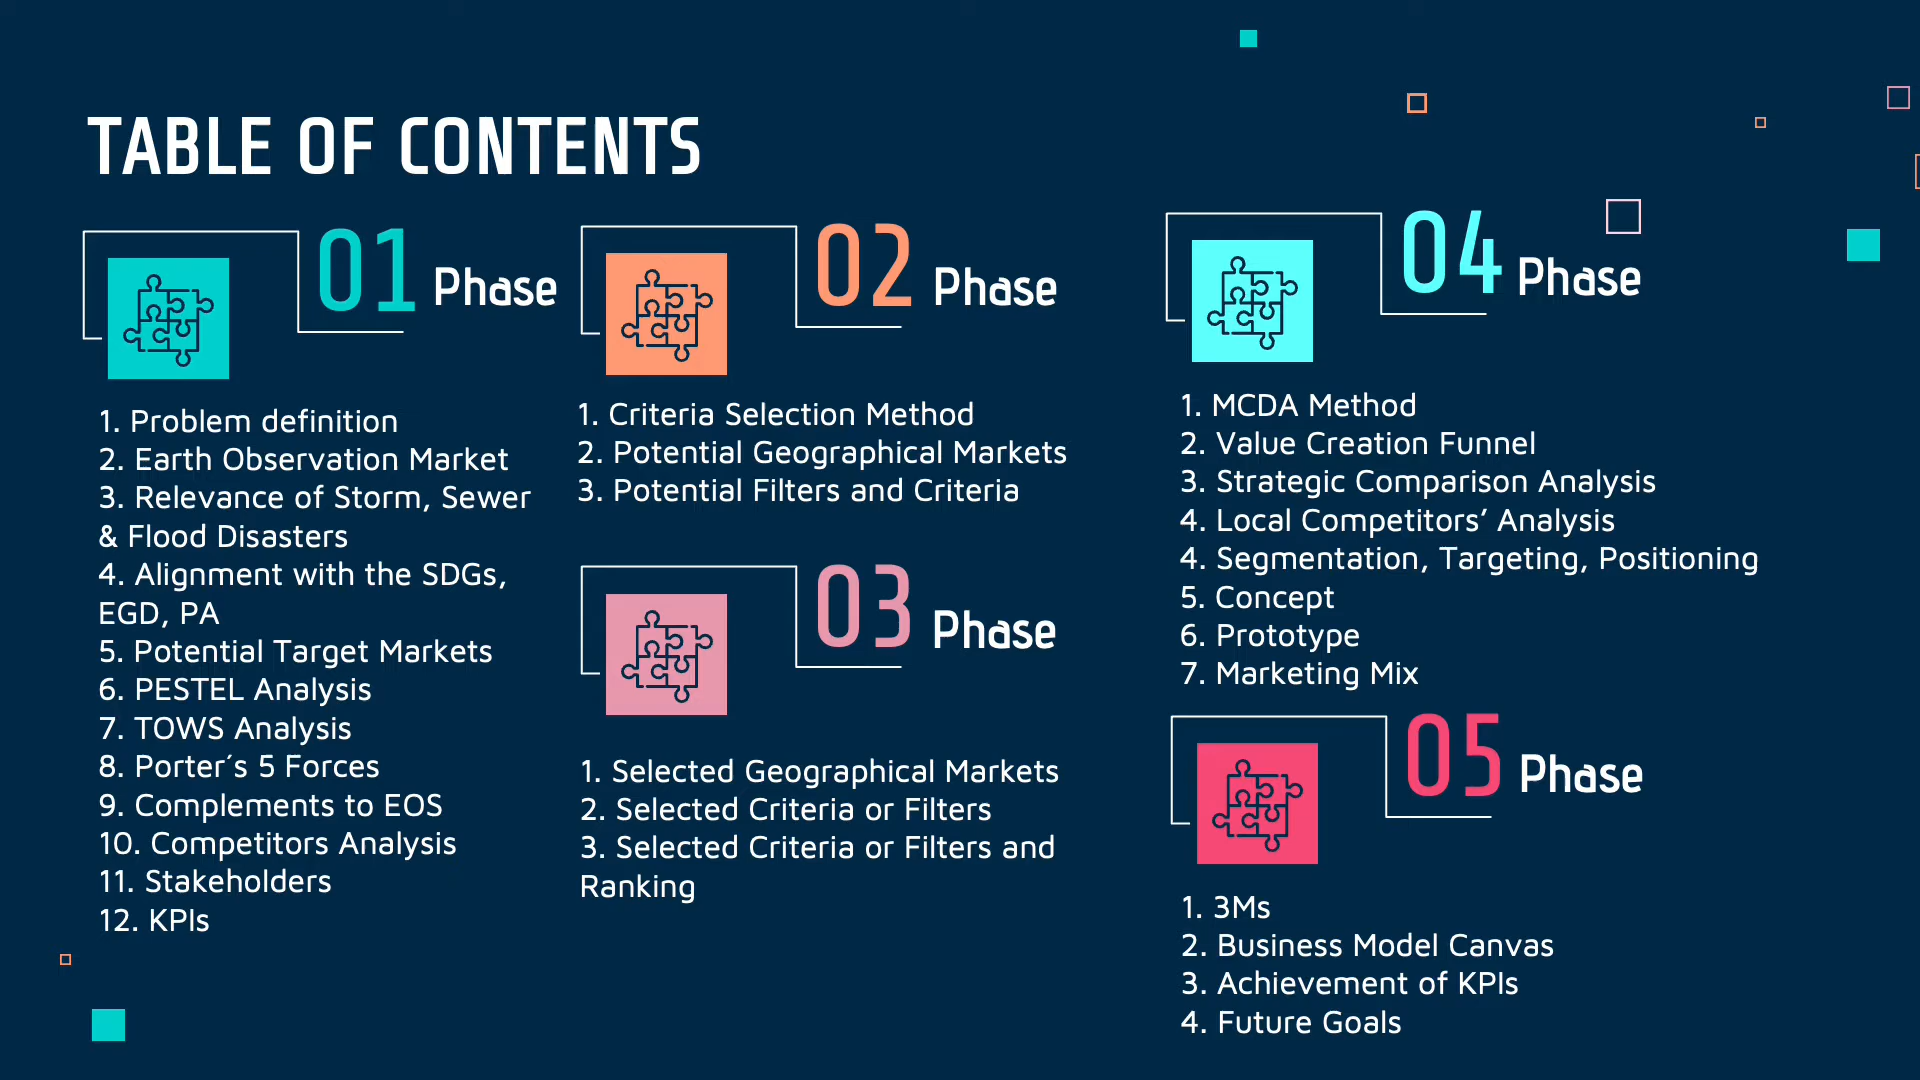 TABLE OF CONTENTS
01 Phase
1. Problem definition
2. Earth Observation Market
3. Relevance of Storm, Sewer
& Flood Disasters
4. Alignment with the SDGs,
EGD, PA
5. Potential Target Markets
6. PESTEL Analysis
7. TOWS Analysis
8. Porter´s 5 Forces
9. Complements to EOS
10. Competitors Analysis
11. Stakeholders
12. KPIs
02 Phase
1. Criteria Selection Method
2. Potential Geographical Markets
3. Potential Filters and Criteria
03 Phase
1. Selected Geographical Markets
2. Selected Criteria or Filters
3. Selected Criteria or Filters and
Ranking
04 Phase
1. MCDA Method
2. Value Creation Funnel
3. Strategic Comparison Analysis
4. Local Competitors’ Analysis
4. Segmentation, Targeting, Positioning
5. Concept
6. Prototype
7. Marketing Mix
05 Phase
1. 3Ms
2. Business Model Canvas
3. Achievement of KPIs
4. Future Goals